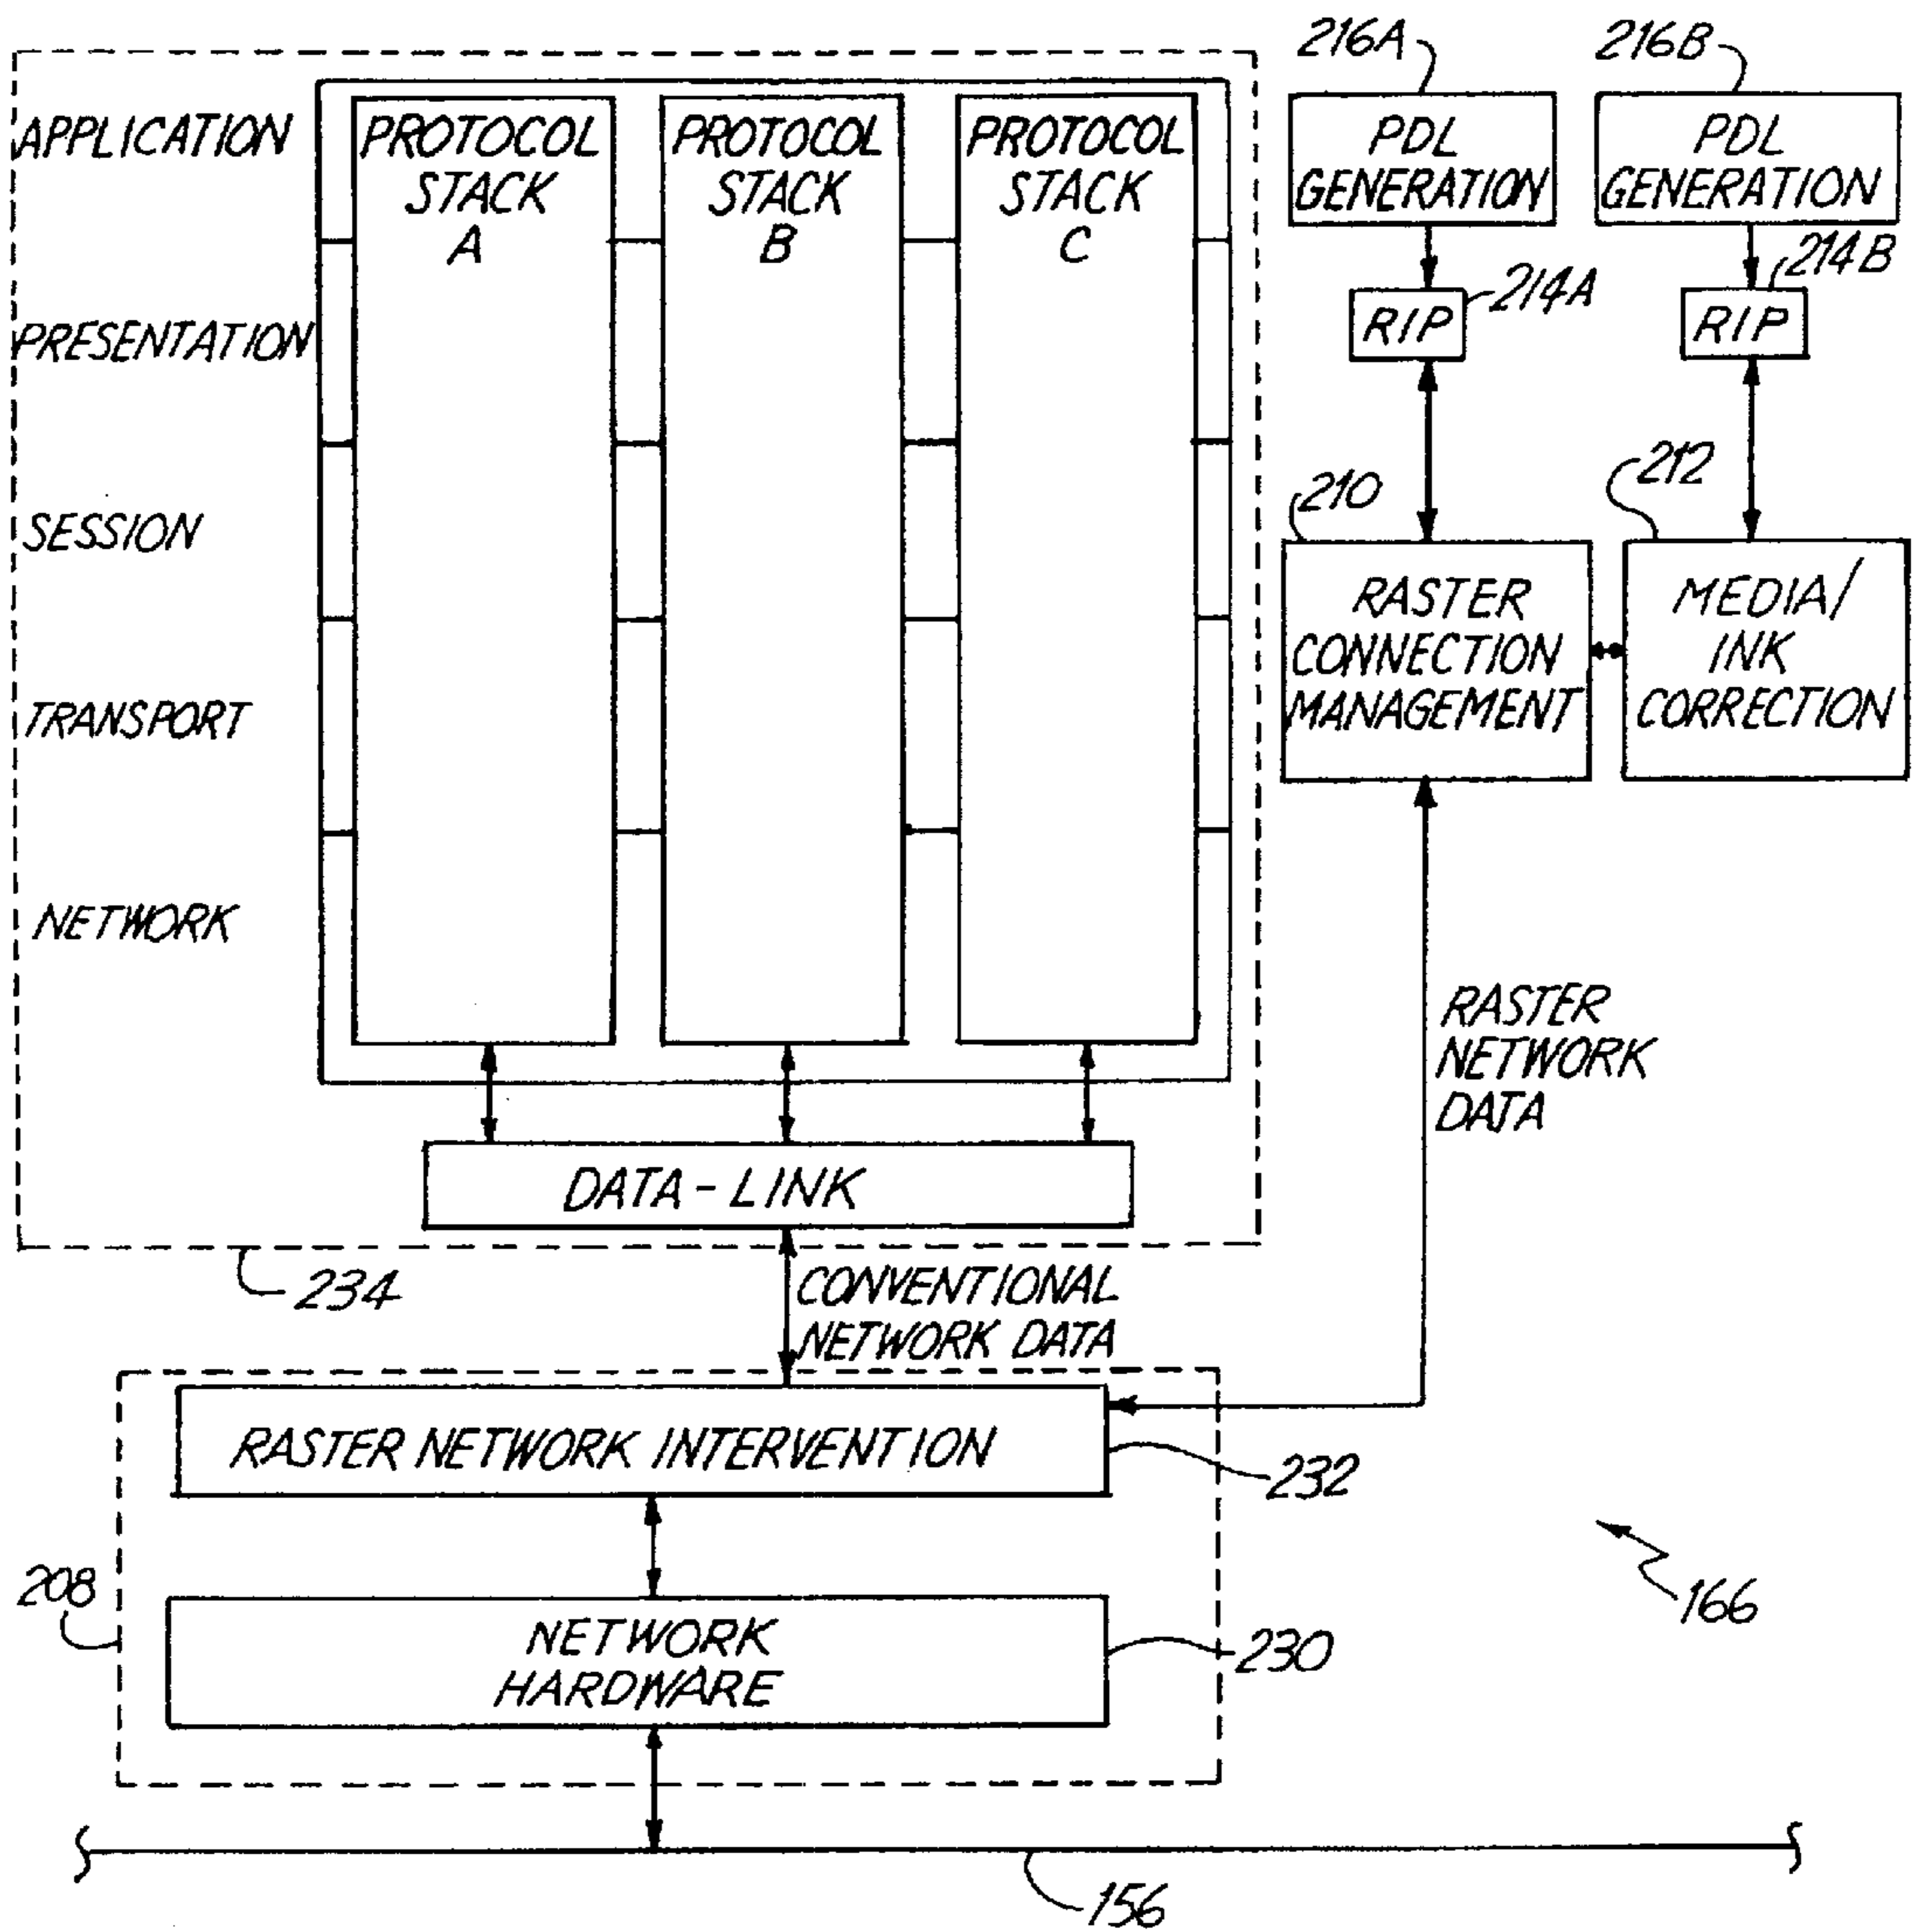 216A
216B
APPLICATION
PROTOCOL
STACK
A
PROTOCOL
STACK
B
PROTOCOL
STACK
C
PDL
GENERATION
PDL
GENERATION
214A
214B
RIP
RIP
PRESENTATION
SESSION
TRANSPORT
NETWORK
210
212
RASTER
CONNECTION
MANAGEMENT
MEDIA/
INK
CORRECTION
RASTER
NETWORK
DATA
DATA-LINK
234
CONVENTIONAL
NETWORK DATA
RASTER NETWORK INTERVENTION
232
208
NETWORK
HARDWARE
230
166
156